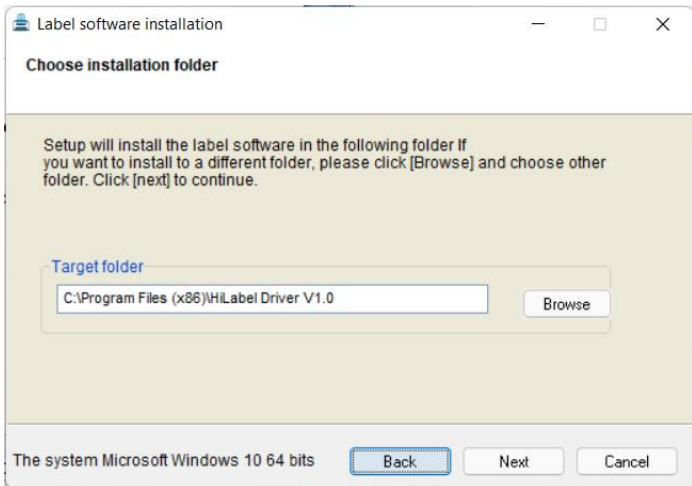 Label software installation
Choose installation folder
Setup will install the label software in the following folder If
you want to install to a different folder, please click [Browse] and choose other
folder. Click [next] to continue.
Target folder
C:\Program Files (x86)\HiLabel Driver V1.0
Browse
The system Microsoft Windows 10 64 bits
Back
Next
Cancel